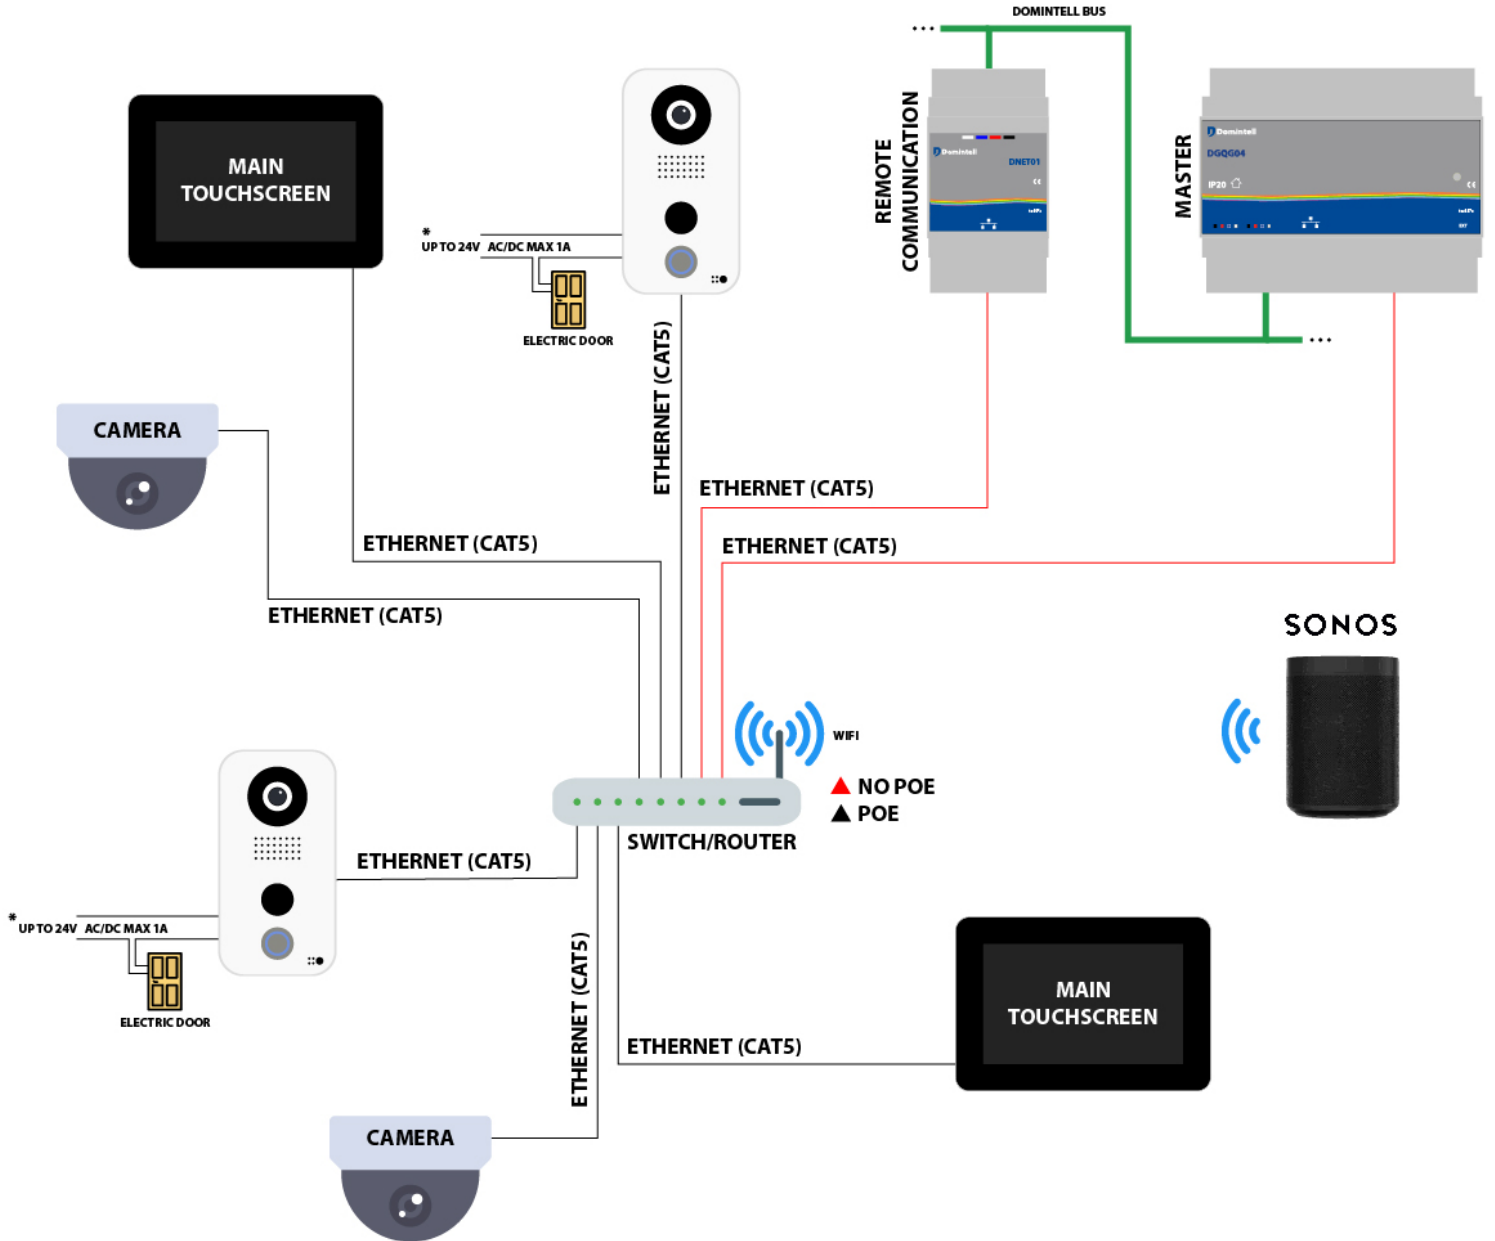 DOMINTELL BUS
MAIN
TOUCHSCREEN
*
UP TO 24V AC/DC MAX 1A
ELECTRIC DOOR
ETHERNET (CAT5)
REMOTE
COMMUNICATION
Domintell
DNET01
CE
MASTER
Domintell
DGQG04
IP20
CE
CAMERA
ETHERNET (CAT5)
ETHERNET (CAT5)
ETHERNET (CAT5)
ETHERNET (CAT5)
SONOS
WIFI
NO POE
POE
SWITCH/ROUTER
ETHERNET (CAT5)
*
UP TO 24V AC/DC MAX 1A
ELECTRIC DOOR
ETHERNET (CAT5)
ETHERNET (CAT5)
MAIN
TOUCHSCREEN
CAMERA